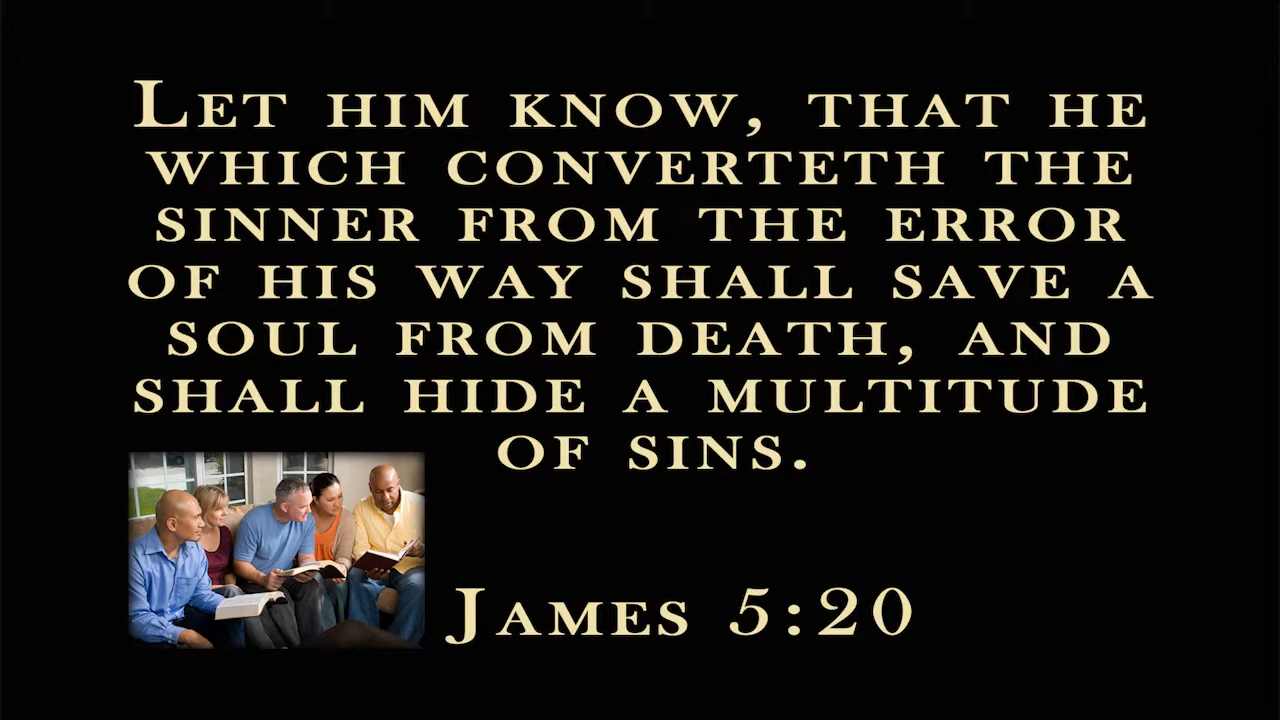 Let him know, that he
which converteth the
sinner from the error
of his way shall save a
soul from death, and
shall hide a multitude
of sins.
James 5:20